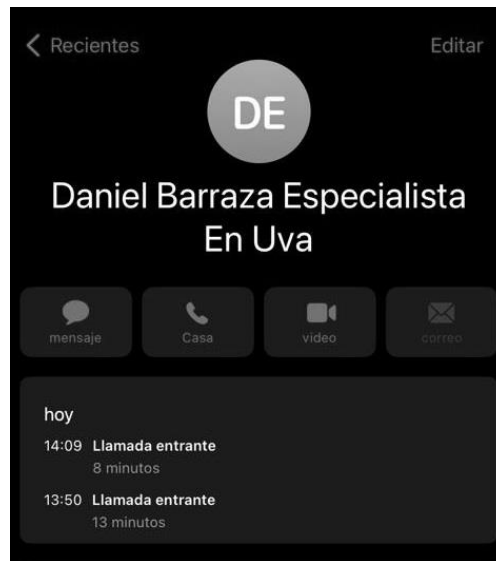 Recientes
Editar
DE
Daniel Barraza Especialista
En Uva
mensaje
Casa
video
correo
hoy
14:09 Llamada entrante
8 minutos
13:50 Llamada entrante
13 minutos